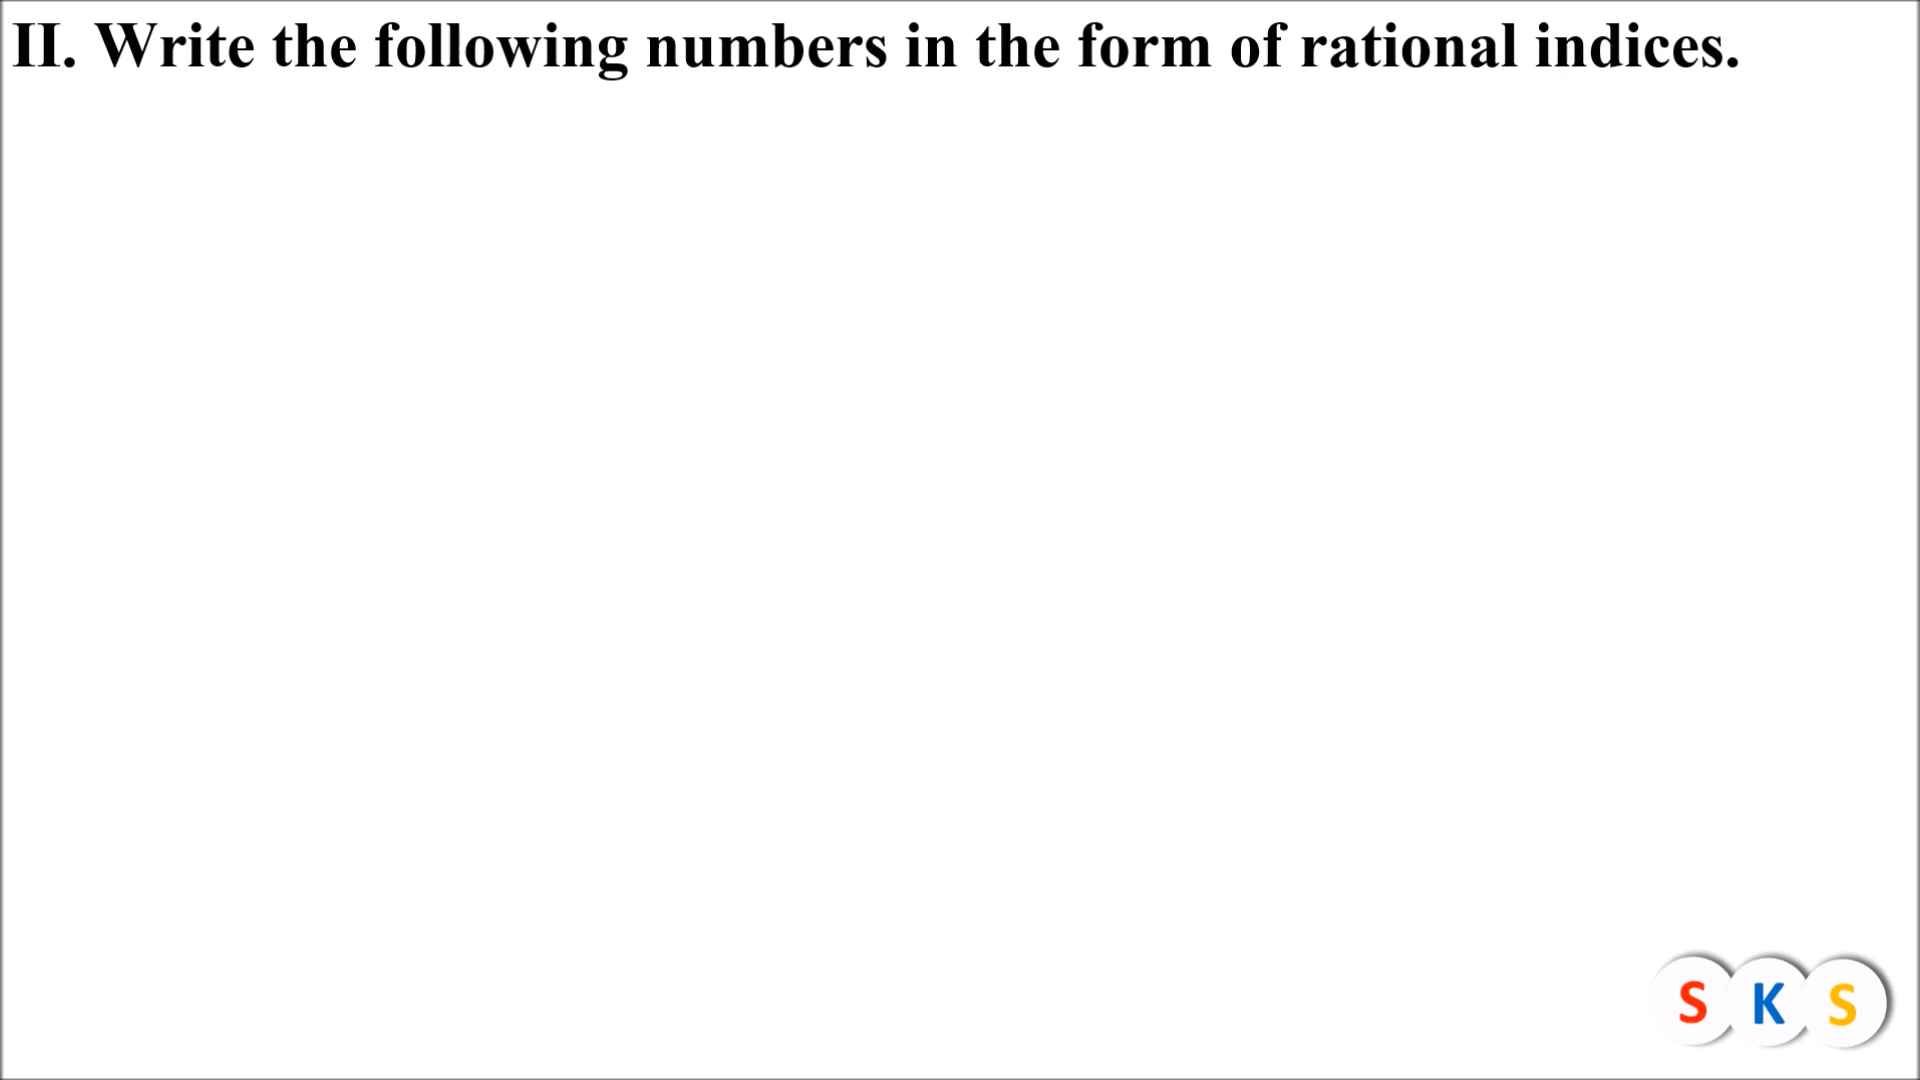 II. Write the following numbers in the form of rational indices.
S K S